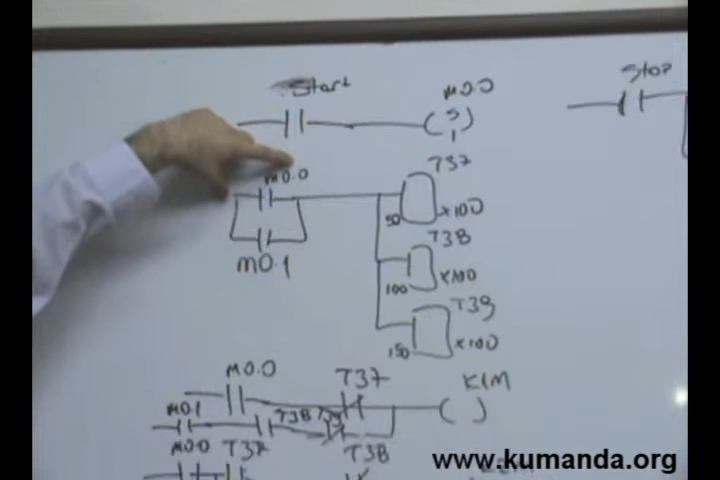 Start M0.0
S
1
Stop
M0.0 T37
50 x100
M0.1 T38
100 x100
T39
150 x100
M0.0 T37 K1M
M0.1 T38 T39
M0.0 T37 T38
www.kumanda.org